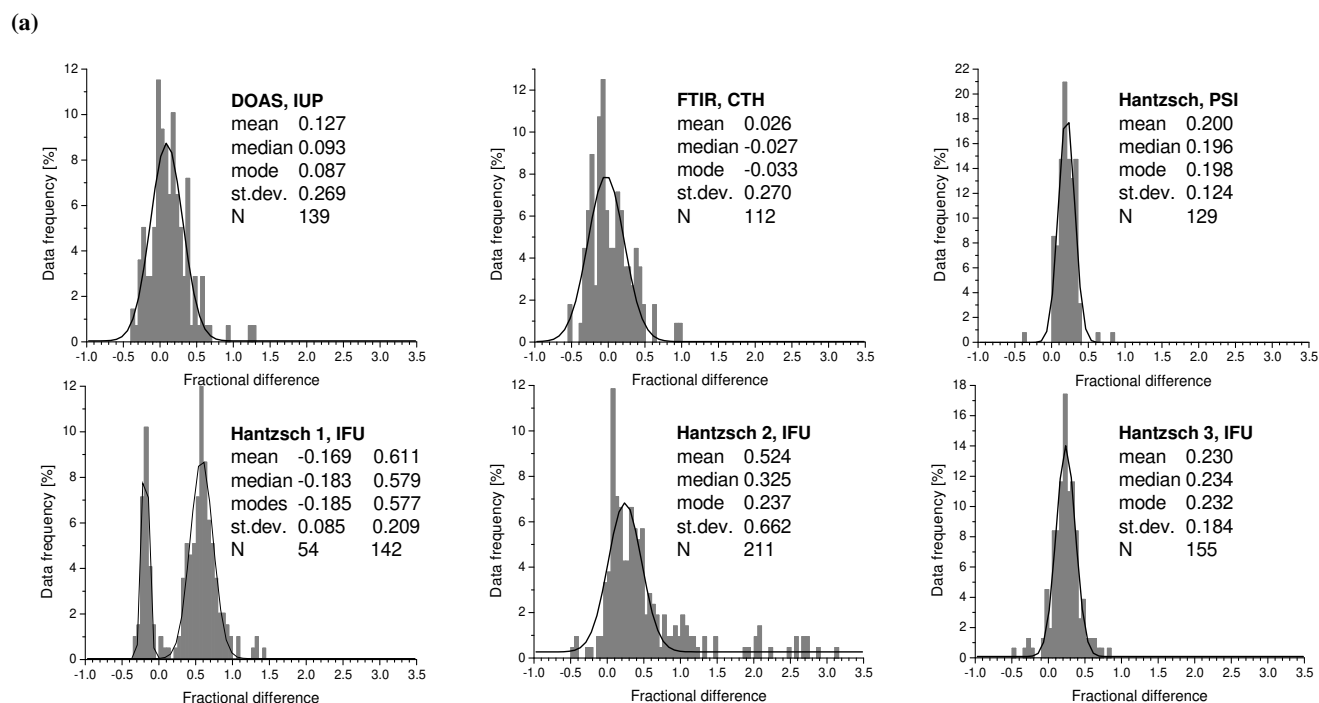 (a)
DOAS, IUP
mean 0.127
median 0.093
mode 0.087
st.dev. 0.269
N 139
Data frequency [%]
12
10
8
6
4
2
0
-1.0 -0.5 0.0 0.5 1.0 1.5 2.0 2.5 3.0 3.5
Fractional difference
FTIR, CTH
mean 0.026
median -0.027
mode -0.033
st.dev. 0.270
N 112
Data frequency [%]
12
10
8
6
4
2
0
-1.0 -0.5 0.0 0.5 1.0 1.5 2.0 2.5 3.0 3.5
Fractional difference
Hantzsch, PSI
mean 0.200
median 0.196
mode 0.198
st.dev. 0.124
N 129
Data frequency [%]
22
20
18
16
14
12
10
8
6
4
2
0
-1.0 -0.5 0.0 0.5 1.0 1.5 2.0 2.5 3.0 3.5
Fractional difference
Hantzsch 1, IFU
mean -0.169 0.611
median -0.183 0.579
modes -0.185 0.577
st.dev. 0.085 0.209
N 54 142
Data frequency [%]
12
10
8
6
4
2
0
-1.0 -0.5 0.0 0.5 1.0 1.5 2.0 2.5 3.0 3.5
Fractional difference
Hantzsch 2, IFU
mean 0.524
median 0.325
mode 0.237
st.dev. 0.662
N 211
Data frequency [%]
12
10
8
6
4
2
0
-1.0 -0.5 0.0 0.5 1.0 1.5 2.0 2.5 3.0 3.5
Fractional difference
Hantzsch 3, IFU
mean 0.230
median 0.234
mode 0.232
st.dev. 0.184
N 155
Data frequency [%]
18
16
14
12
10
8
6
4
2
0
-1.0 -0.5 0.0 0.5 1.0 1.5 2.0 2.5 3.0 3.5
Fractional difference